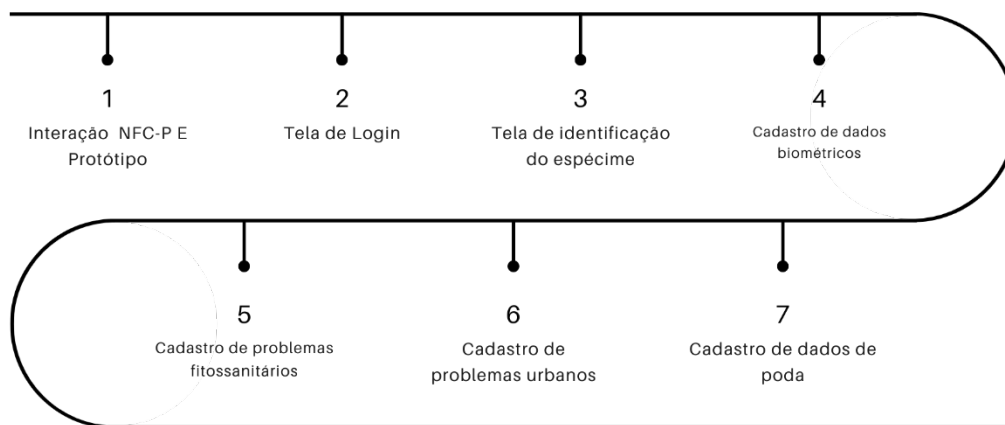 1
Interação NFC-P E
Protótipo
2
Tela de Login
3
Tela de identificação
do espécime
4
Cadastro de dados
biométricos
5
Cadastro de problemas
fitossanitários
6
Cadastro de
problemas urbanos
7
Cadastro de dados de
poda